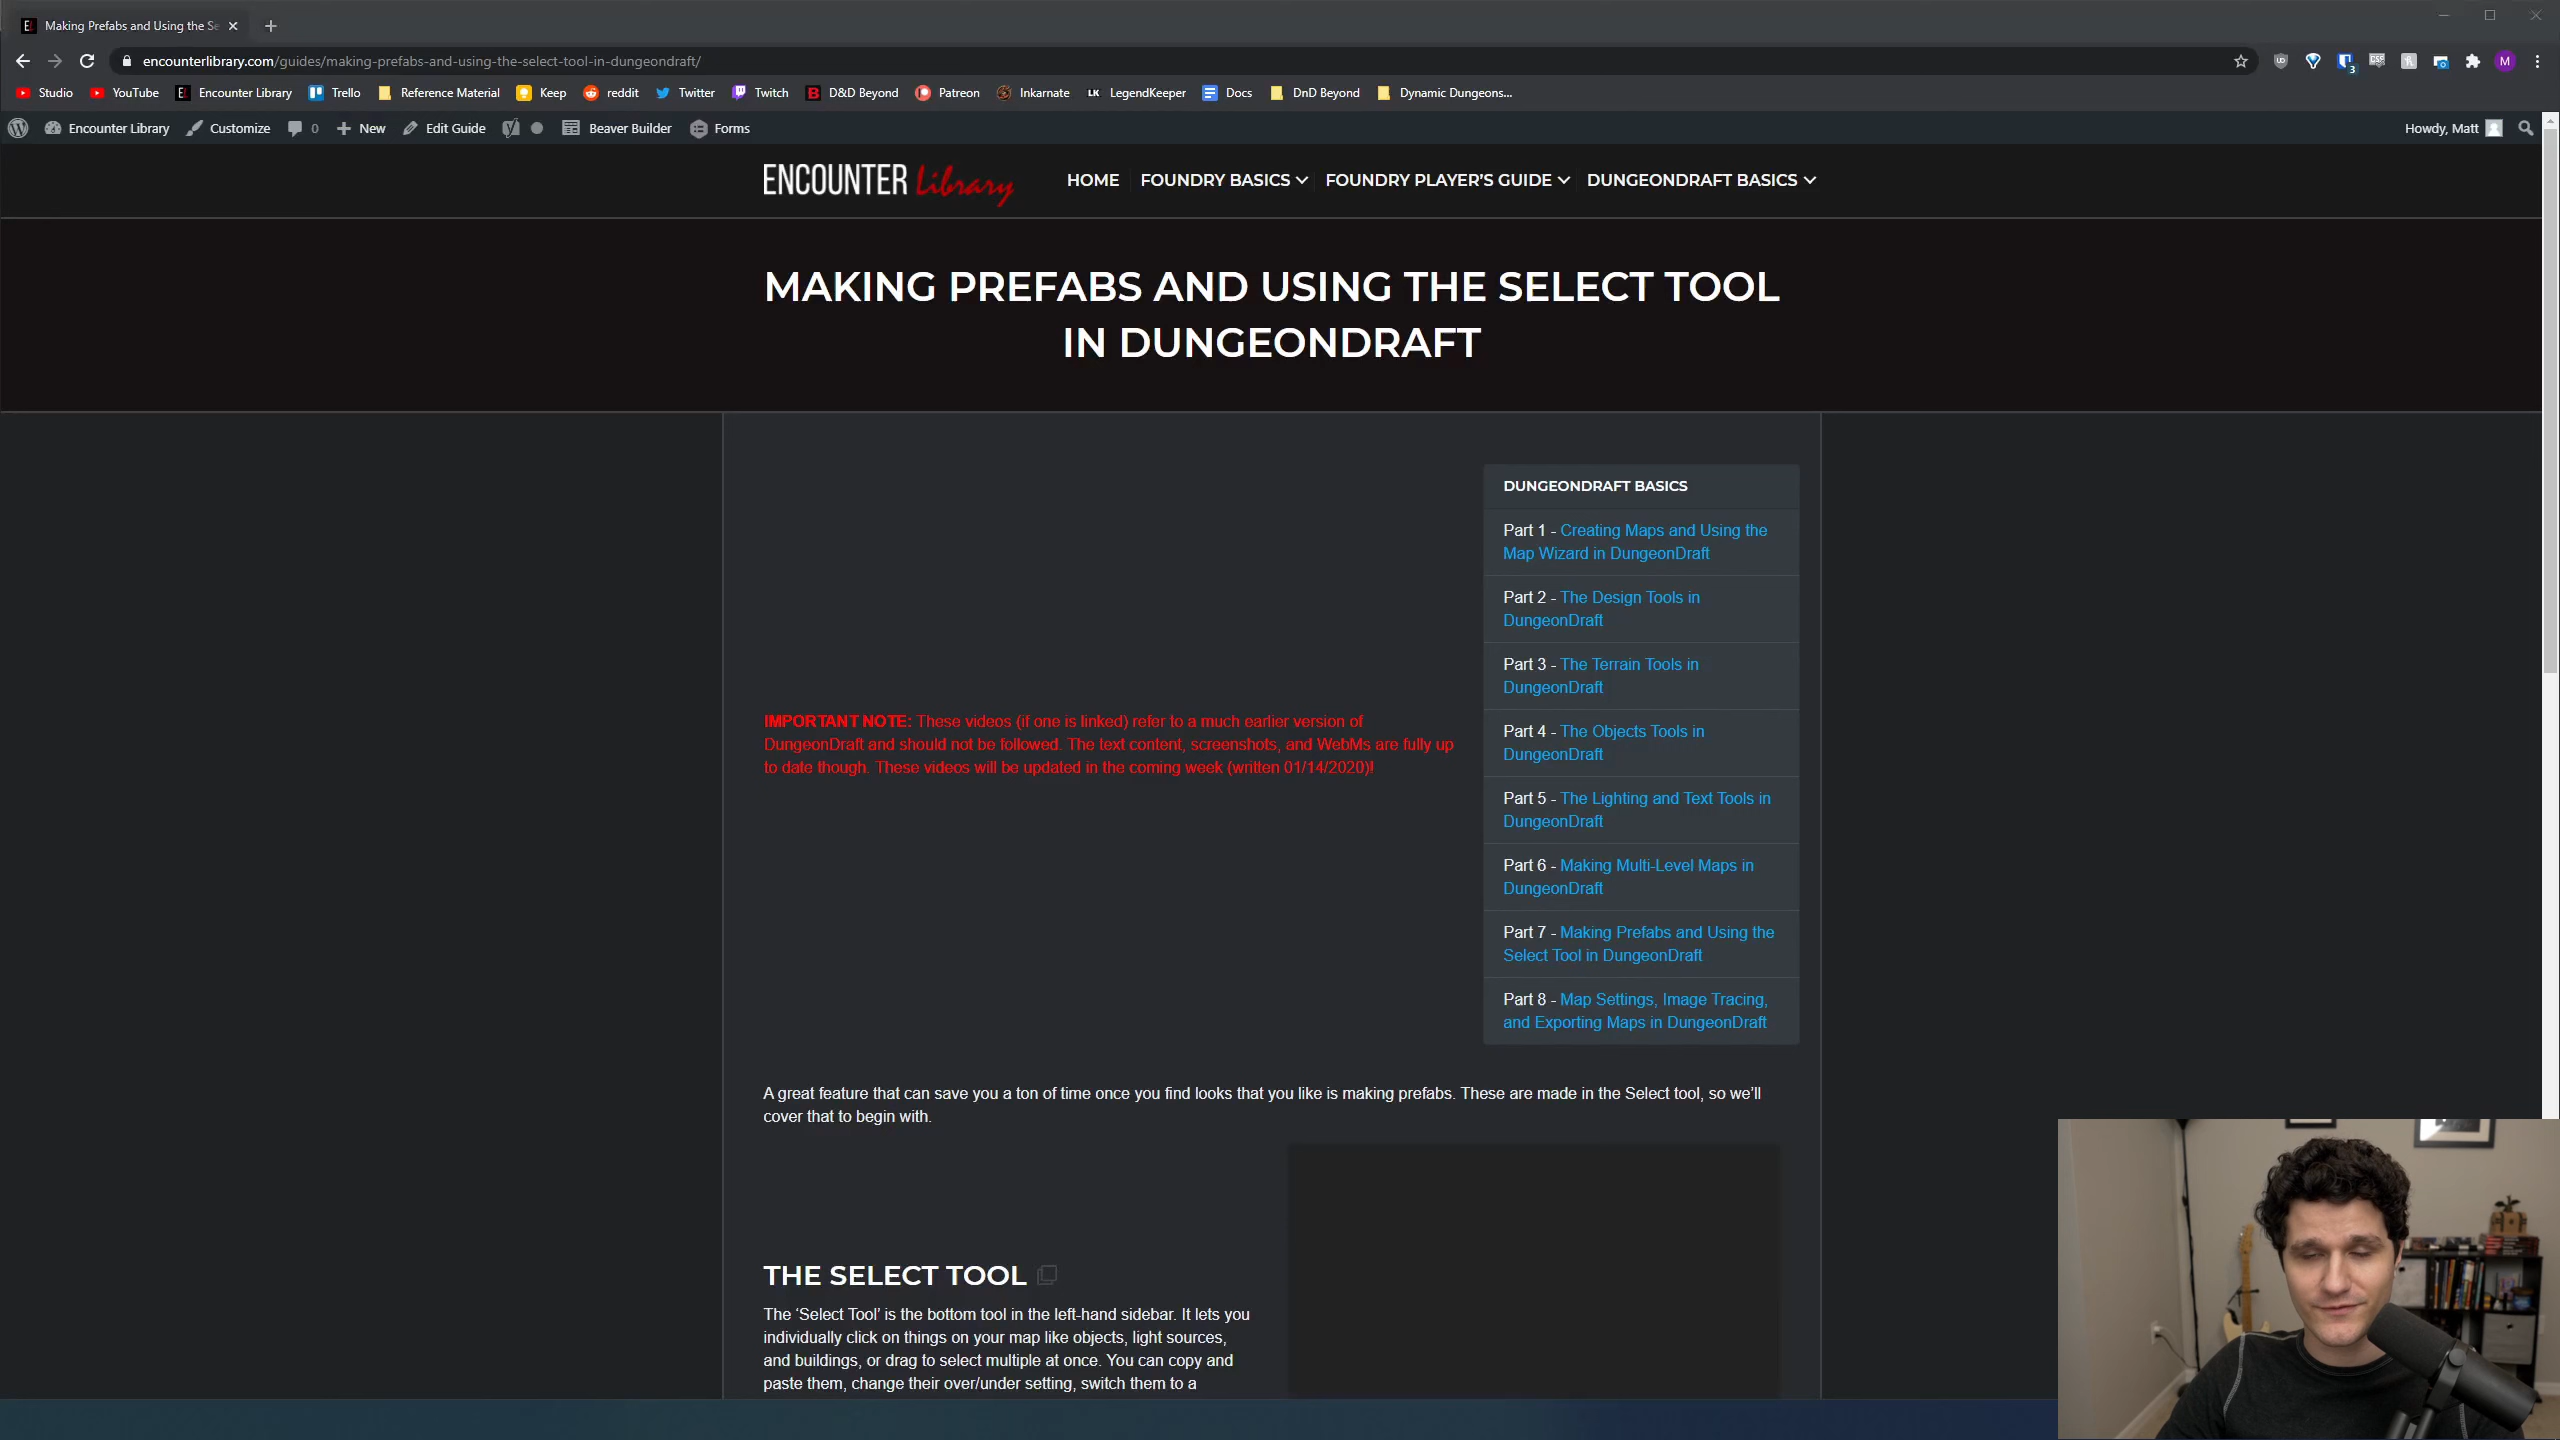 Making Prefabs and Using the Se
encounterlibrary.com/guides/making-prefabs-and-using-the-select-tool-in-dungeondraft/
Studio YouTube Encounter Library Trello Reference Material Keep reddit Twitter Twitch D&D Beyond Patreon Inkarnate LegendKeeper Docs DnD Beyond Dynamic Dungeons...
Encounter Library Customize 0 New Edit Guide Beaver Builder Forms Howdy, Matt
ENCOUNTER Library HOME FOUNDRY BASICS FOUNDRY PLAYER'S GUIDE DUNGEONDRAFT BASICS
MAKING PREFABS AND USING THE SELECT TOOL
IN DUNGEONDRAFT
IMPORTANT NOTE: These videos (if one is linked) refer to a much earlier version of
DungeonDraft and should not be followed. The text content, screenshots, and WebMs are fully up
to date though. These videos will be updated in the coming week (written 01/14/2020)!
DUNGEONDRAFT BASICS
Part 1 - Creating Maps and Using the
Map Wizard in DungeonDraft
Part 2 - The Design Tools in
DungeonDraft
Part 3 - The Terrain Tools in
DungeonDraft
Part 4 - The Objects Tools in
DungeonDraft
Part 5 - The Lighting and Text Tools in
DungeonDraft
Part 6 - Making Multi-Level Maps in
DungeonDraft
Part 7 - Making Prefabs and Using the
Select Tool in DungeonDraft
Part 8 - Map Settings, Image Tracing,
and Exporting Maps in DungeonDraft
A great feature that can save you a ton of time once you find looks that you like is making prefabs. These are made in the Select tool, so we'll
cover that to begin with.
THE SELECT TOOL
The ‘Select Tool’ is the bottom tool in the left-hand sidebar. It lets you
individually click on things on your map like objects, light sources,
and buildings, or drag to select multiple at once. You can copy and
paste them, change their over/under setting, switch them to a